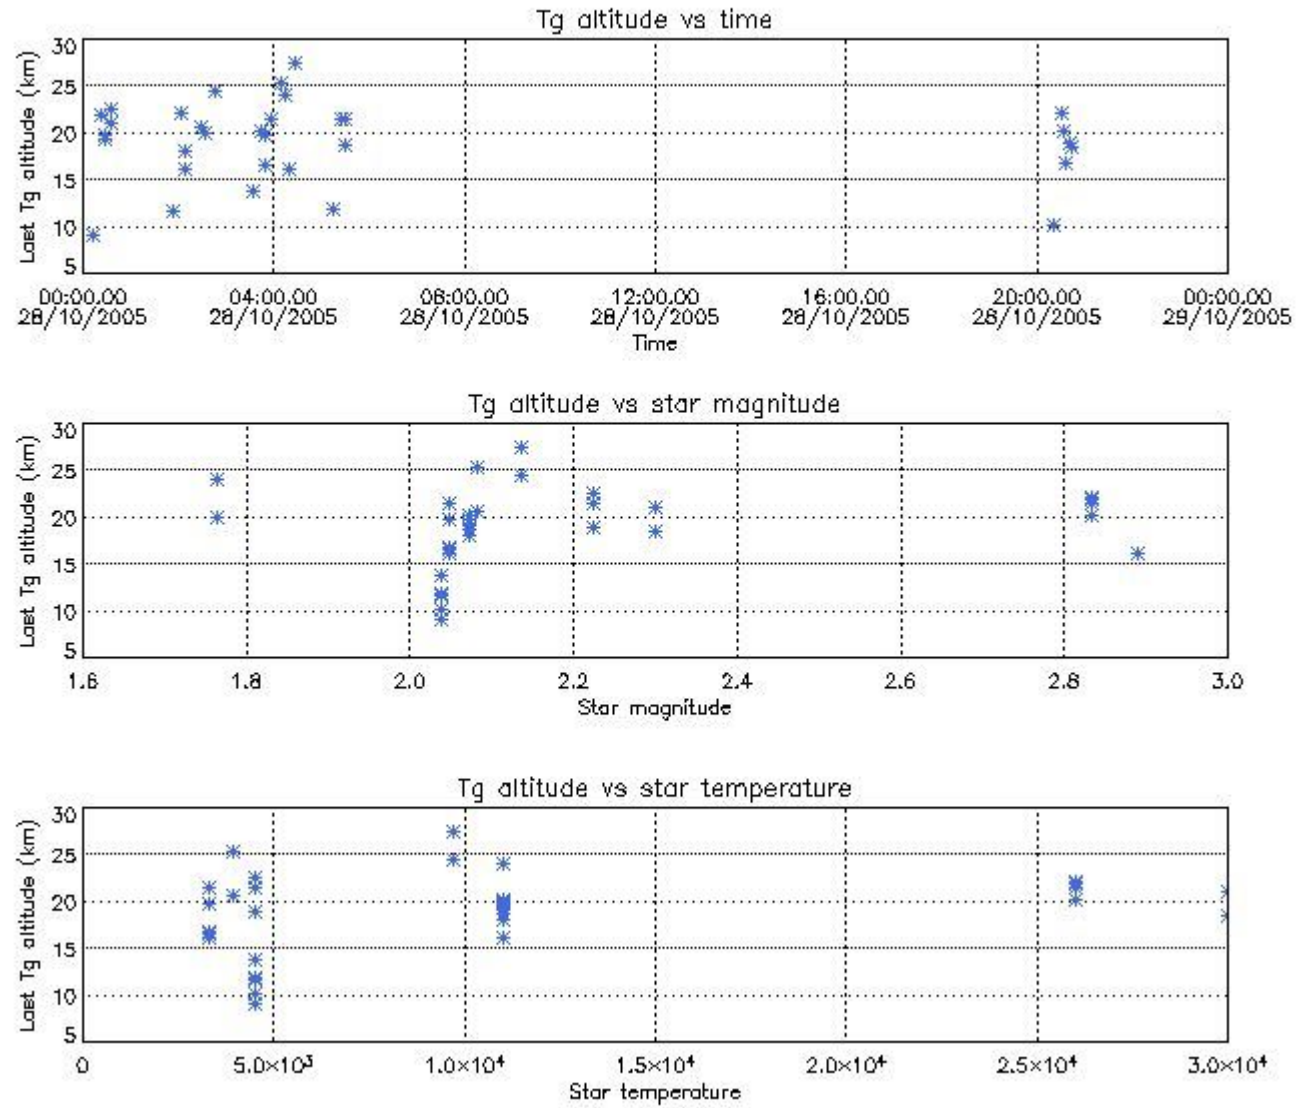 Tg altitude vs time
Last Tg altitude (km)
30
25
20
15
10
5
00:00.00 04:00.00 08:00.00 12:00.00 16:00.00 20:00.00 00:00.00
28/10/2005 28/10/2005 28/10/2005 28/10/2005 28/10/2005 28/10/2005 29/10/2005
Time
Tg altitude vs star magnitude
Last Tg altitude (km)
30
25
20
15
10
5
1.6 1.8 2.0 2.2 2.4 2.6 2.8 3.0
Star magnitude
Tg altitude vs star temperature
Last Tg altitude (km)
30
25
20
15
10
5
0 5.0×10³ 1.0×10⁴ 1.5×10⁴ 2.0×10⁴ 2.5×10⁴ 3.0×10⁴
Star temperature